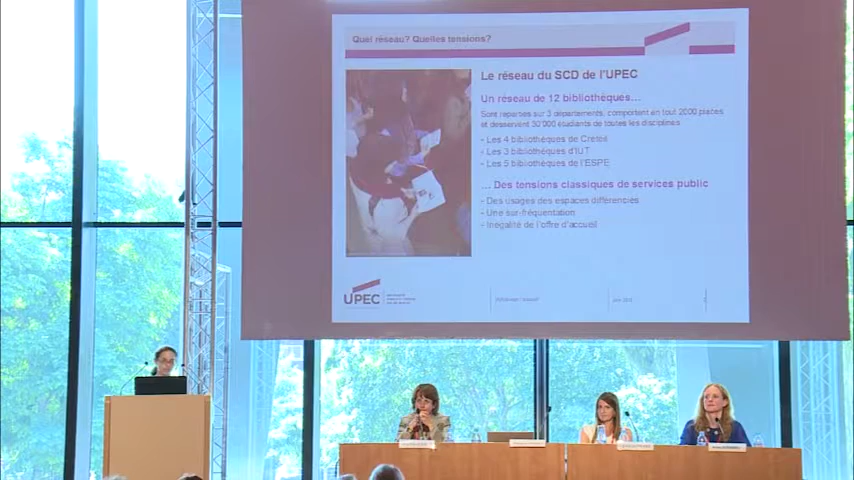 Quel réseau? Quelles tensions?
Le réseau du SCD de l'UPEC
Un réseau de 12 bibliothèques…
Sont reparties sur 3 départements, comportent en tout 2000 places
et desservent 30 000 étudiants de toutes les disciplines
- Les 4 bibliothèques de Créteil
- Les 3 bibliothèques d'IUT
- Les 5 bibliothèques de l'ESPE
… Des tensions classiques de services public
- Des usages des espaces différenciés
- Une sur-fréquentation
- Inégalité de l'offre d'accueil
UPEC